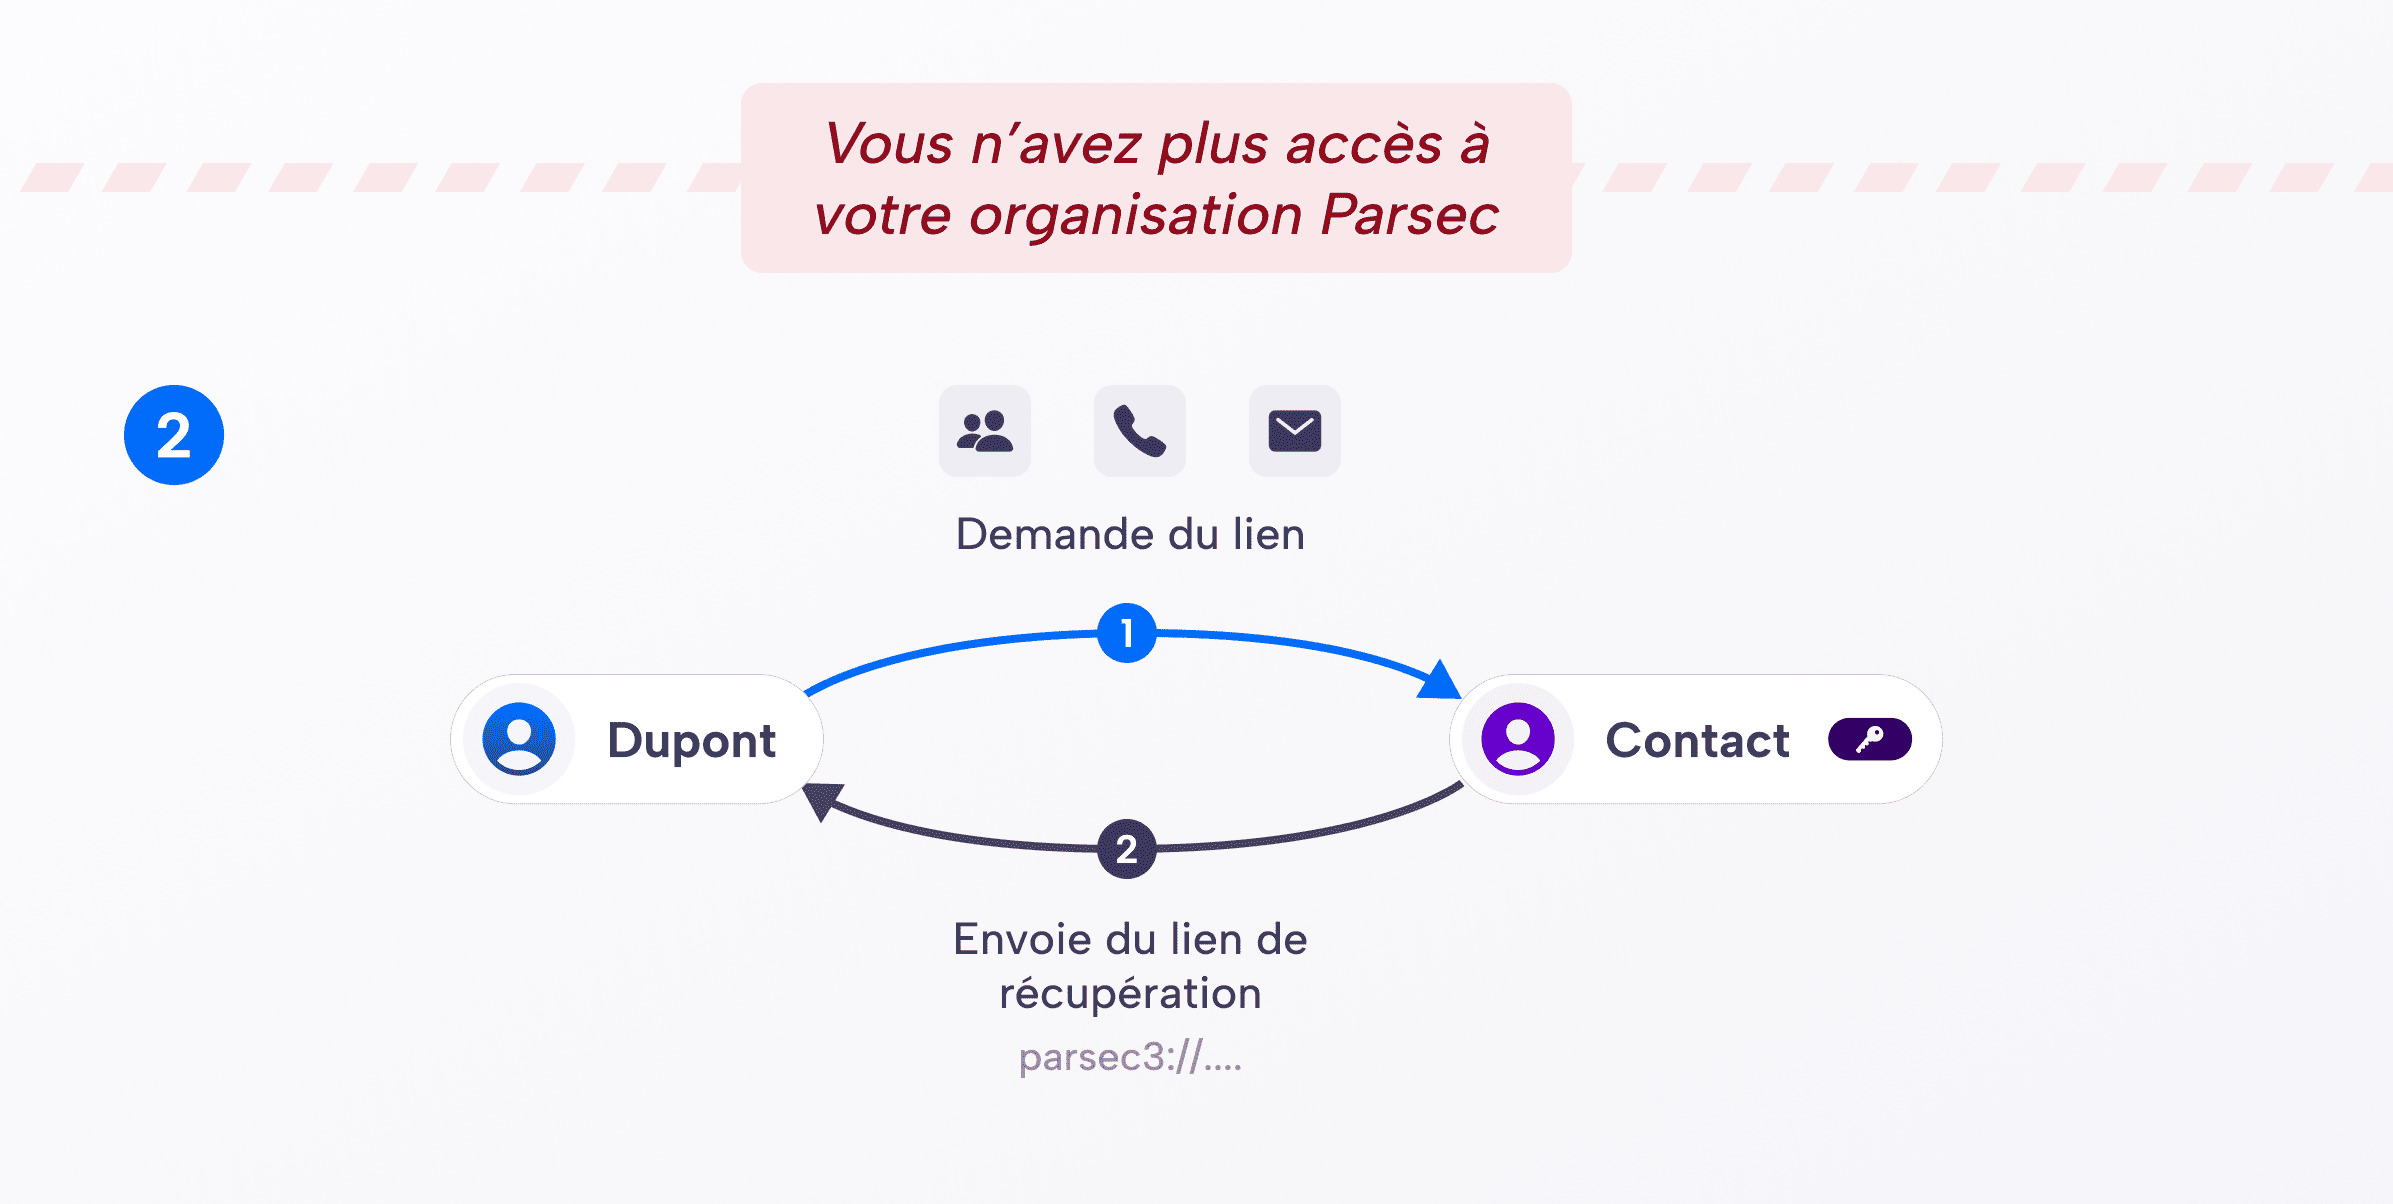 Vous n’avez plus accès à
votre organisation Parsec
2
Demande du lien
1
Dupont
Contact
2
Envoie du lien de
récupération
parsec3://....